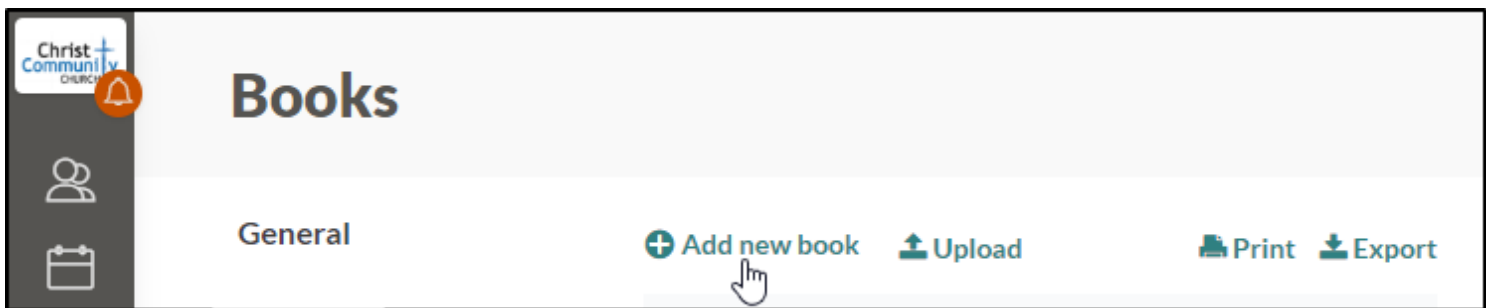 Christ
Community
CHURCH
Books
General
Add new book
Upload
Print
Export